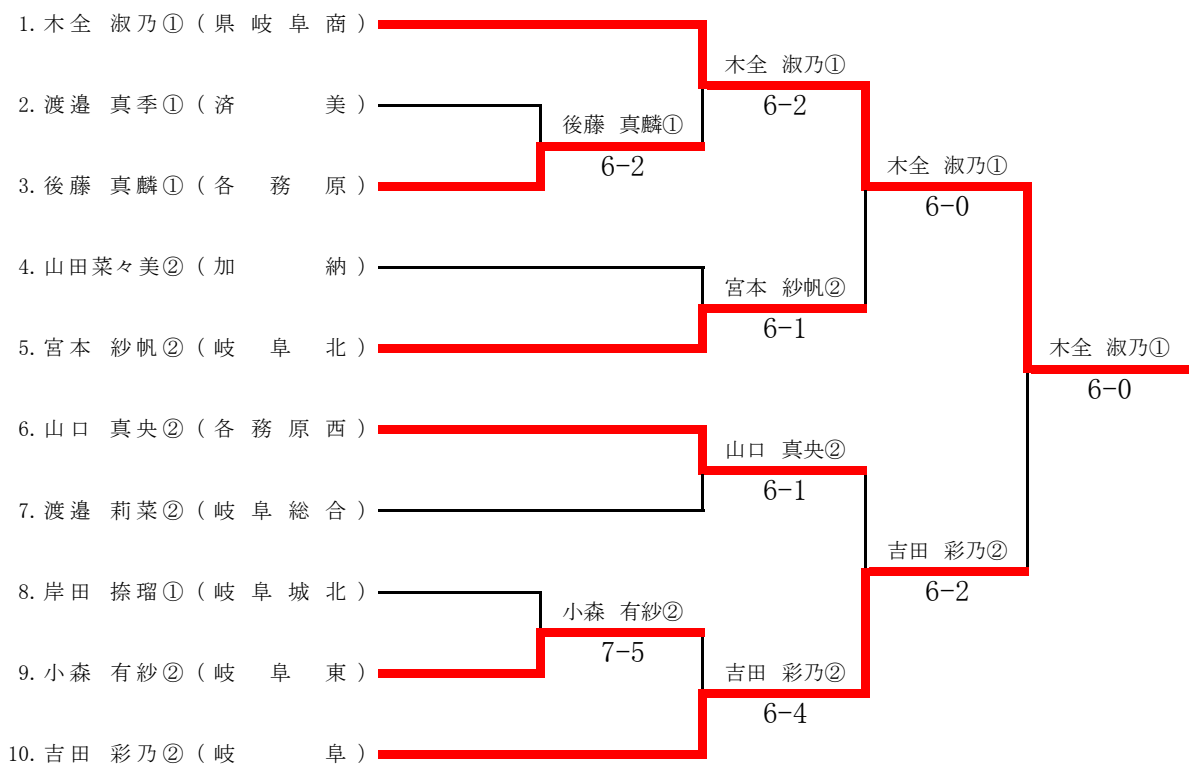 1. 木全 淑乃① ( 県岐阜商 )
木全 淑乃①
2. 渡邉 真季① ( 済美 )
6-2
後藤 真麟①
6-2
木全 淑乃①
3. 後藤 真麟① ( 各務原 )
6-0
4. 山田菜々美② ( 加納 )
宮本 紗帆②
6-1
5. 宮本 紗帆② ( 岐阜北 )
木全 淑乃①
6-0
6. 山口 真央② ( 各務原西 )
山口 真央②
6-1
7. 渡邉 莉菜② ( 岐阜総合 )
吉田 彩乃②
6-2
8. 岸田 捺瑠① ( 岐阜城北 )
小森 有紗②
7-5
9. 小森 有紗② ( 岐阜東 )
吉田 彩乃②
6-4
10. 吉田 彩乃② ( 岐阜 )